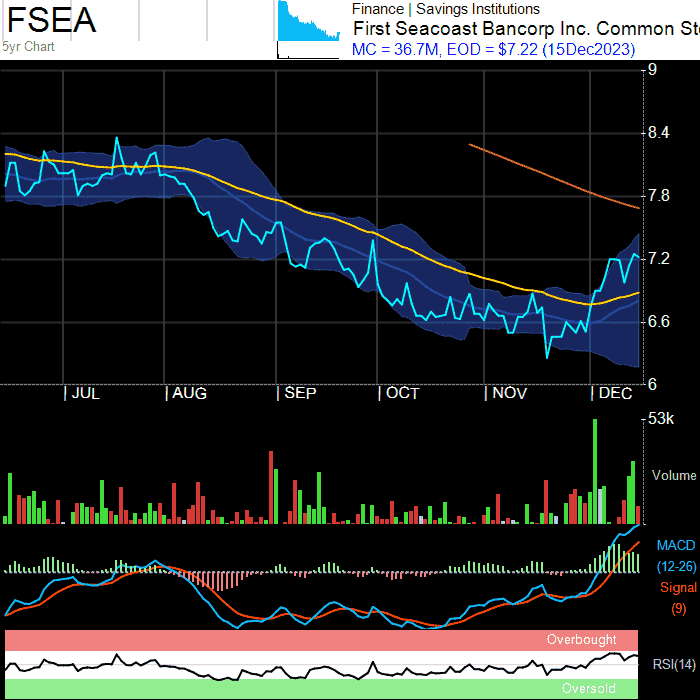 FSEA
5yr Chart
Finance | Savings Institutions
First Seacoast Bancorp Inc. Common Sto
MC = 36.7M, EOD = $7.22 (15Dec2023)
9
8.4
7.8
7.2
6.6
6
JUL
AUG
SEP
OCT
NOV
DEC
53k
Volume
MACD
(12-26)
Signal
(9)
Overbought
RSI(14)
Oversold